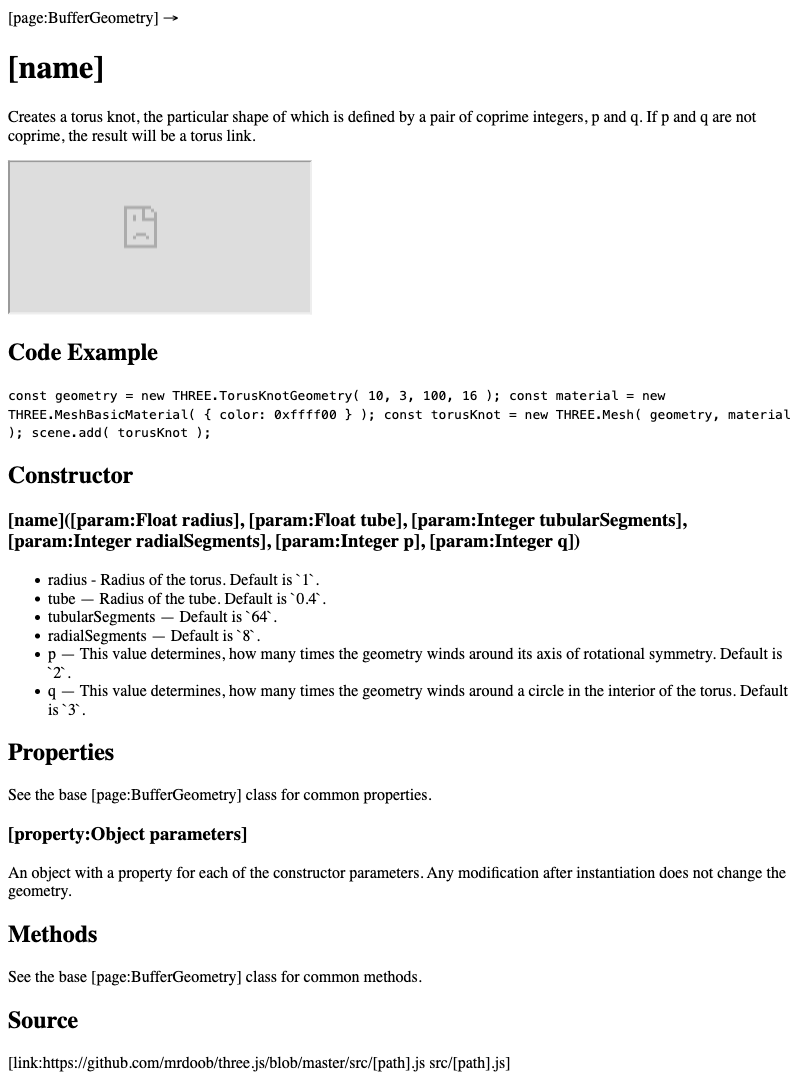 [page:BufferGeometry] →
[name]
Creates a torus knot, the particular shape of which is defined by a pair of coprime integers, p and q. If p and q are not
coprime, the result will be a torus link.
Code Example
const geometry = new THREE.TorusKnotGeometry( 10, 3, 100, 16 ); const material = new
THREE.MeshBasicMaterial( { color: 0xffff00 } ); const torusKnot = new THREE.Mesh( geometry, material
); scene.add( torusKnot );
Constructor
[name]([param:Float radius], [param:Float tube], [param:Integer tubularSegments],
[param:Integer radialSegments], [param:Integer p], [param:Integer q])
• radius - Radius of the torus. Default is `1`.
• tube — Radius of the tube. Default is `0.4`.
• tubularSegments — Default is `64`.
• radialSegments — Default is `8`.
• p — This value determines, how many times the geometry winds around its axis of rotational symmetry. Default is
`2`.
• q — This value determines, how many times the geometry winds around a circle in the interior of the torus. Default
is `3`.
Properties
See the base [page:BufferGeometry] class for common properties.
[property:Object parameters]
An object with a property for each of the constructor parameters. Any modification after instantiation does not change the
geometry.
Methods
See the base [page:BufferGeometry] class for common methods.
Source
[link:https://github.com/mrdoob/three.js/blob/master/src/[path].js src/[path].js]